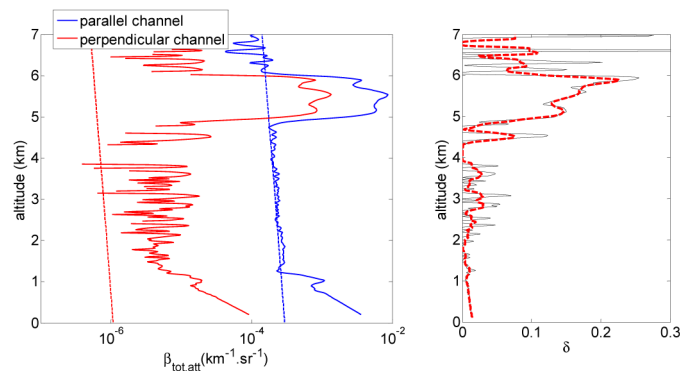 parallel channel
perpendicular channel
altitude (km)
7
6
5
4
3
2
1
0
10⁻⁶ 10⁻⁴ 10⁻²
β_tot,att(km⁻¹.sr⁻¹)
altitude (km)
7
6
5
4
3
2
1
0
0 0.1 0.2 0.3
δ